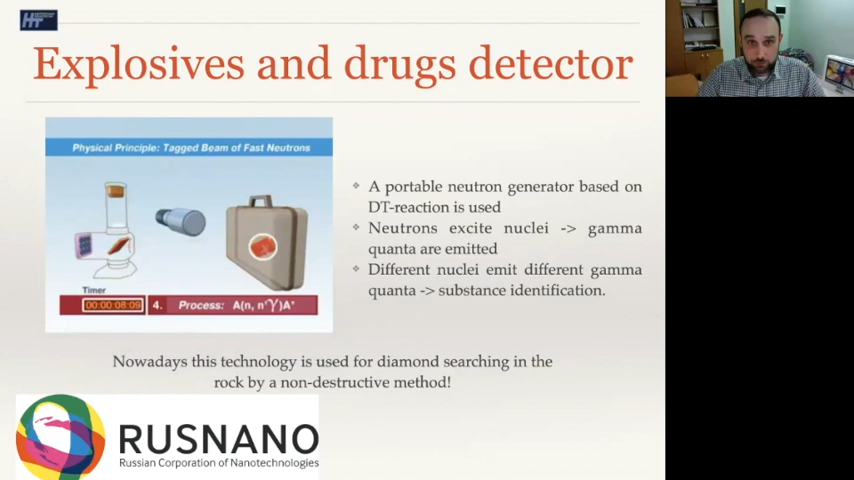 HT
Explosives and drugs detector
Physical Principle: Tagged Beam of Fast Neutrons
Timer
00:00:08:09
4. Process: A(n, n'γ)A*
❖ A portable neutron generator based on
DT-reaction is used
❖ Neutrons excite nuclei -> gamma
quanta are emitted
❖ Different nuclei emit different gamma
quanta -> substance identification.
Nowadays this technology is used for diamond searching in the
rock by a non-destructive method!
RUSNANO
Russian Corporation of Nanotechnologies